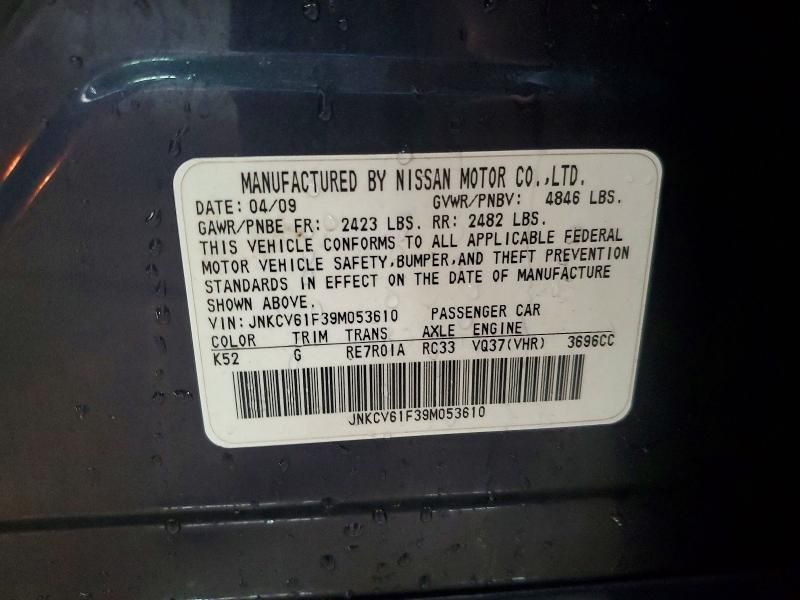 MANUFACTURED BY NISSAN MOTOR CO.,LTD.
DATE: 04/09 GVWR/PNBV: 4846 LBS.
GAWR/PNBE FR: 2423 LBS. RR: 2482 LBS.
THIS VEHICLE CONFORMS TO ALL APPLICABLE FEDERAL
MOTOR VEHICLE SAFETY,BUMPER,AND THEFT PREVENTION
STANDARDS IN EFFECT ON THE DATE OF MANUFACTURE
SHOWN ABOVE.
VIN: JNKCV61F39M053610 PASSENGER CAR
COLOR TRIM TRANS AXLE ENGINE
K52 G RE7R01A RC33 VQ37(VHR) 3696CC
JNKCV61F39M053610